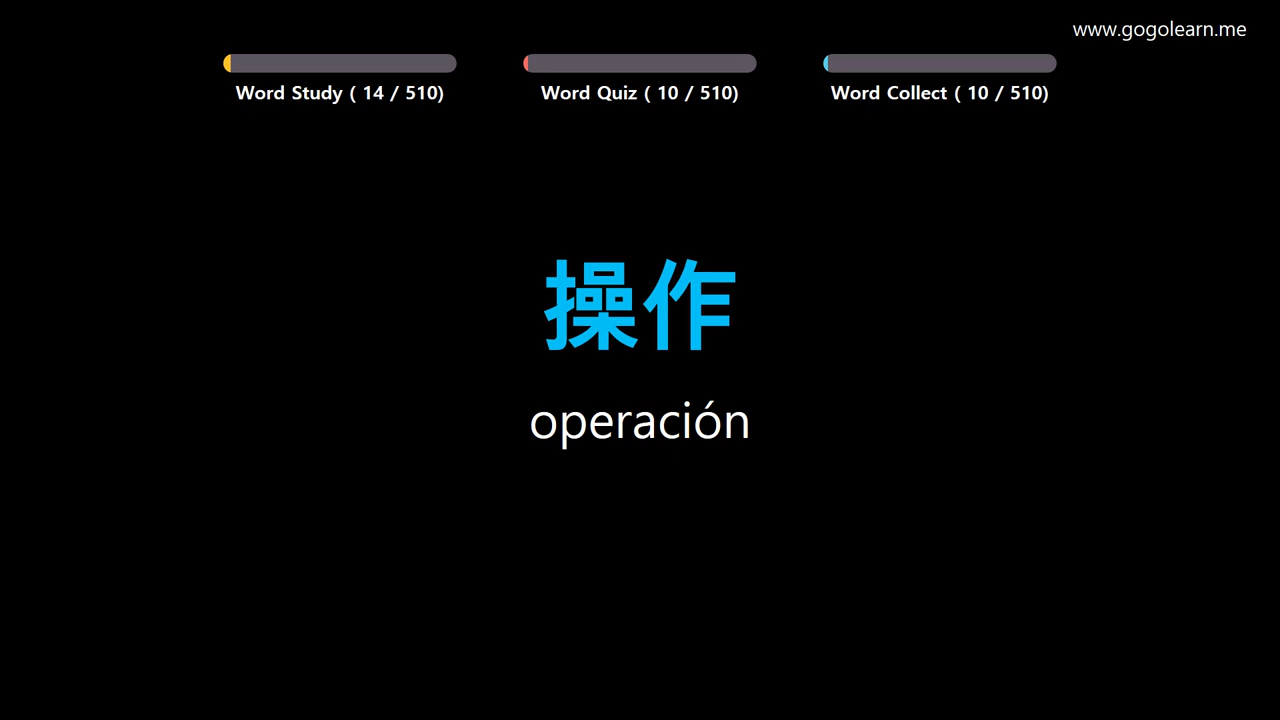 www.gogolearn.me
Word Study ( 14 / 510)
Word Quiz ( 10 / 510)
Word Collect ( 10 / 510)
操作
operación